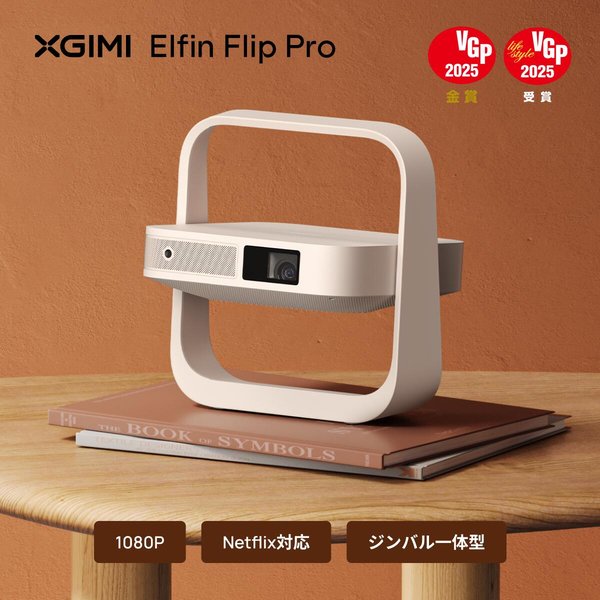 XGIMI Elfin Flip Pro
VGP
2025
金賞
life style
VGP
2025
受賞
THE BOOK OF SYMBOLS
1080P
Netflix対応
ジンバル一体型